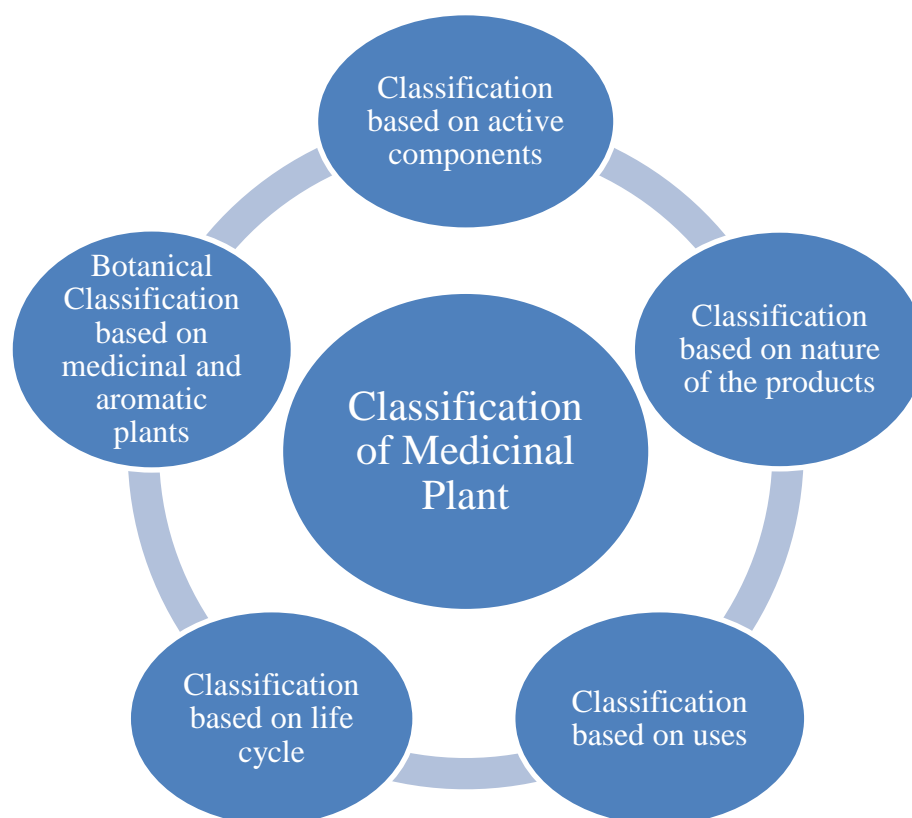 Classification
based on active
components
Botanical
Classification
based on
medicinal and
aromatic
plants
Classification
based on nature
of the products
Classification
of Medicinal
Plant
Classification
based on life
cycle
Classification
based on uses